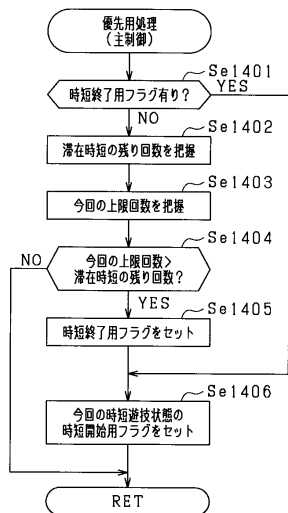 優先用処理
(主制御)
Se1401
時短終了用フラグ有り?
YES
NO
Se1402
滞在時短の残り回数を把握
Se1403
今回の上限回数を把握
Se1404
NO
今回の上限回数>
滞在時短の残り回数?
YES
Se1405
時短終了用フラグをセット
Se1406
今回の時短遊技状態の
時短開始用フラグをセット
RET